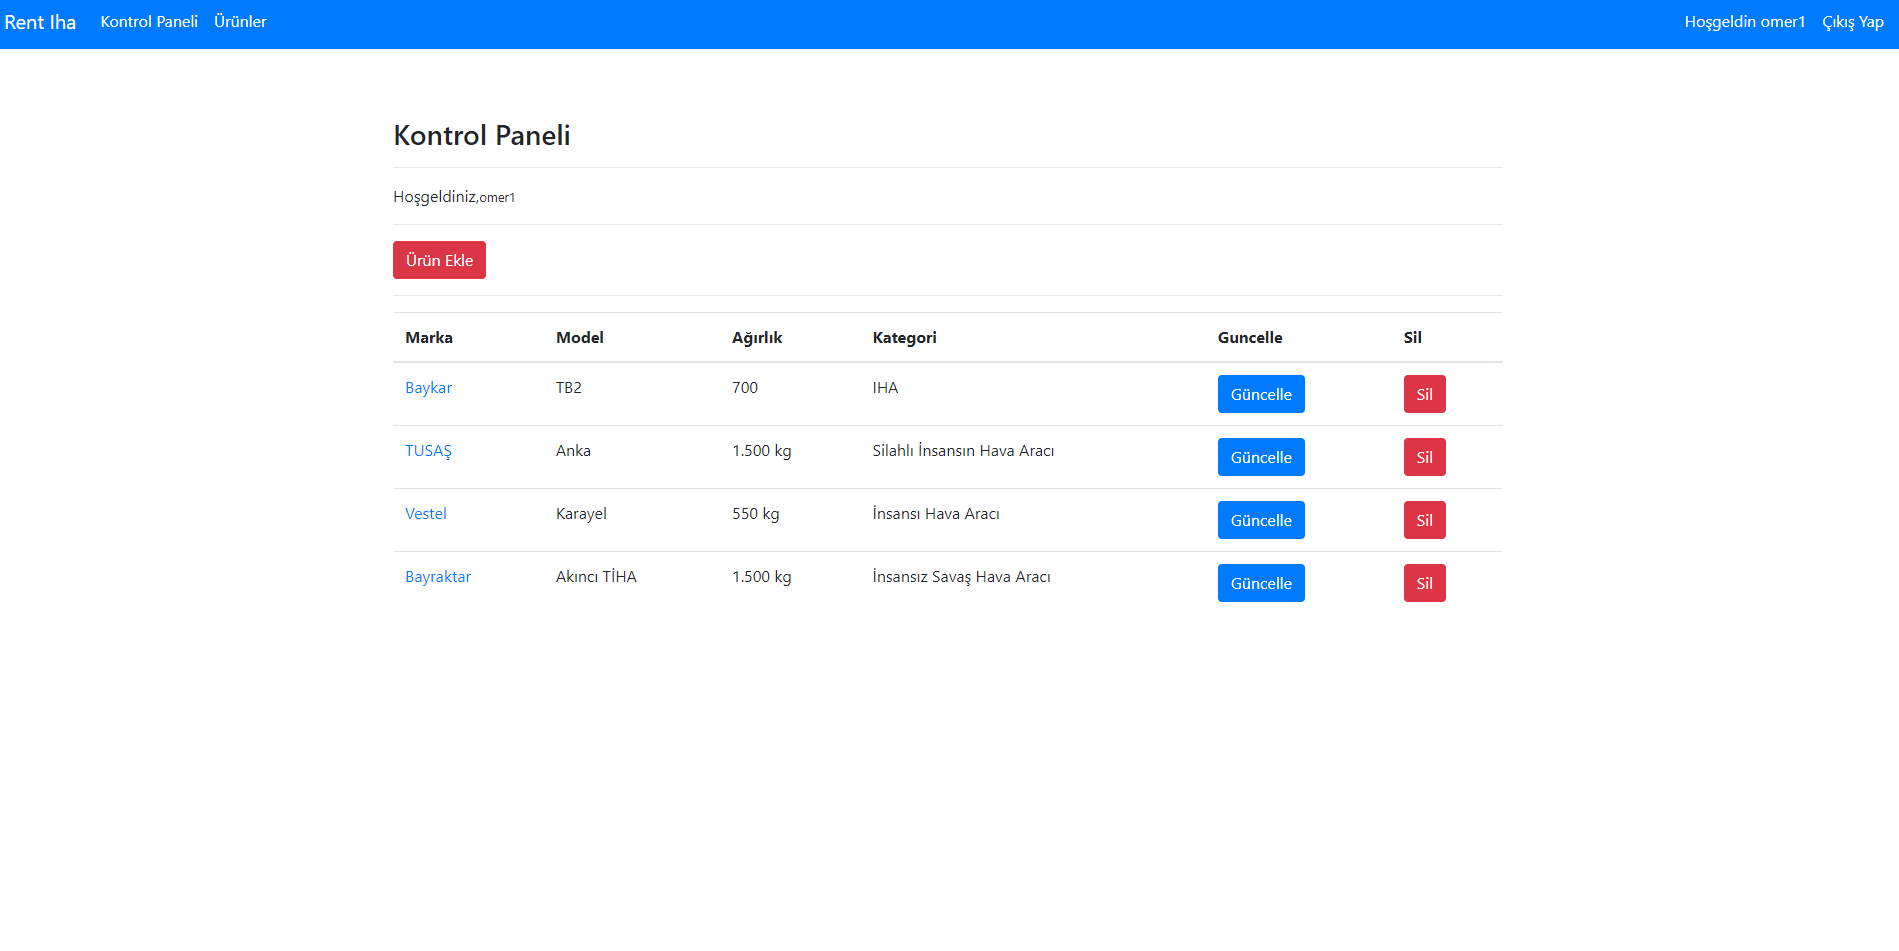 Rent Iha Kontrol Paneli Ürünler Hoşgeldin omer1 Çıkış Yap
Kontrol Paneli
Hoşgeldiniz,omer1
Ürün Ekle
Marka Model Ağırlık Kategori Guncelle Sil
Baykar TB2 700 IHA Güncelle Sil
TUSAŞ Anka 1.500 kg Silahlı İnsansın Hava Aracı Güncelle Sil
Vestel Karayel 550 kg İnsansı Hava Aracı Güncelle Sil
Bayraktar Akıncı TİHA 1.500 kg İnsansız Savaş Hava Aracı Güncelle Sil